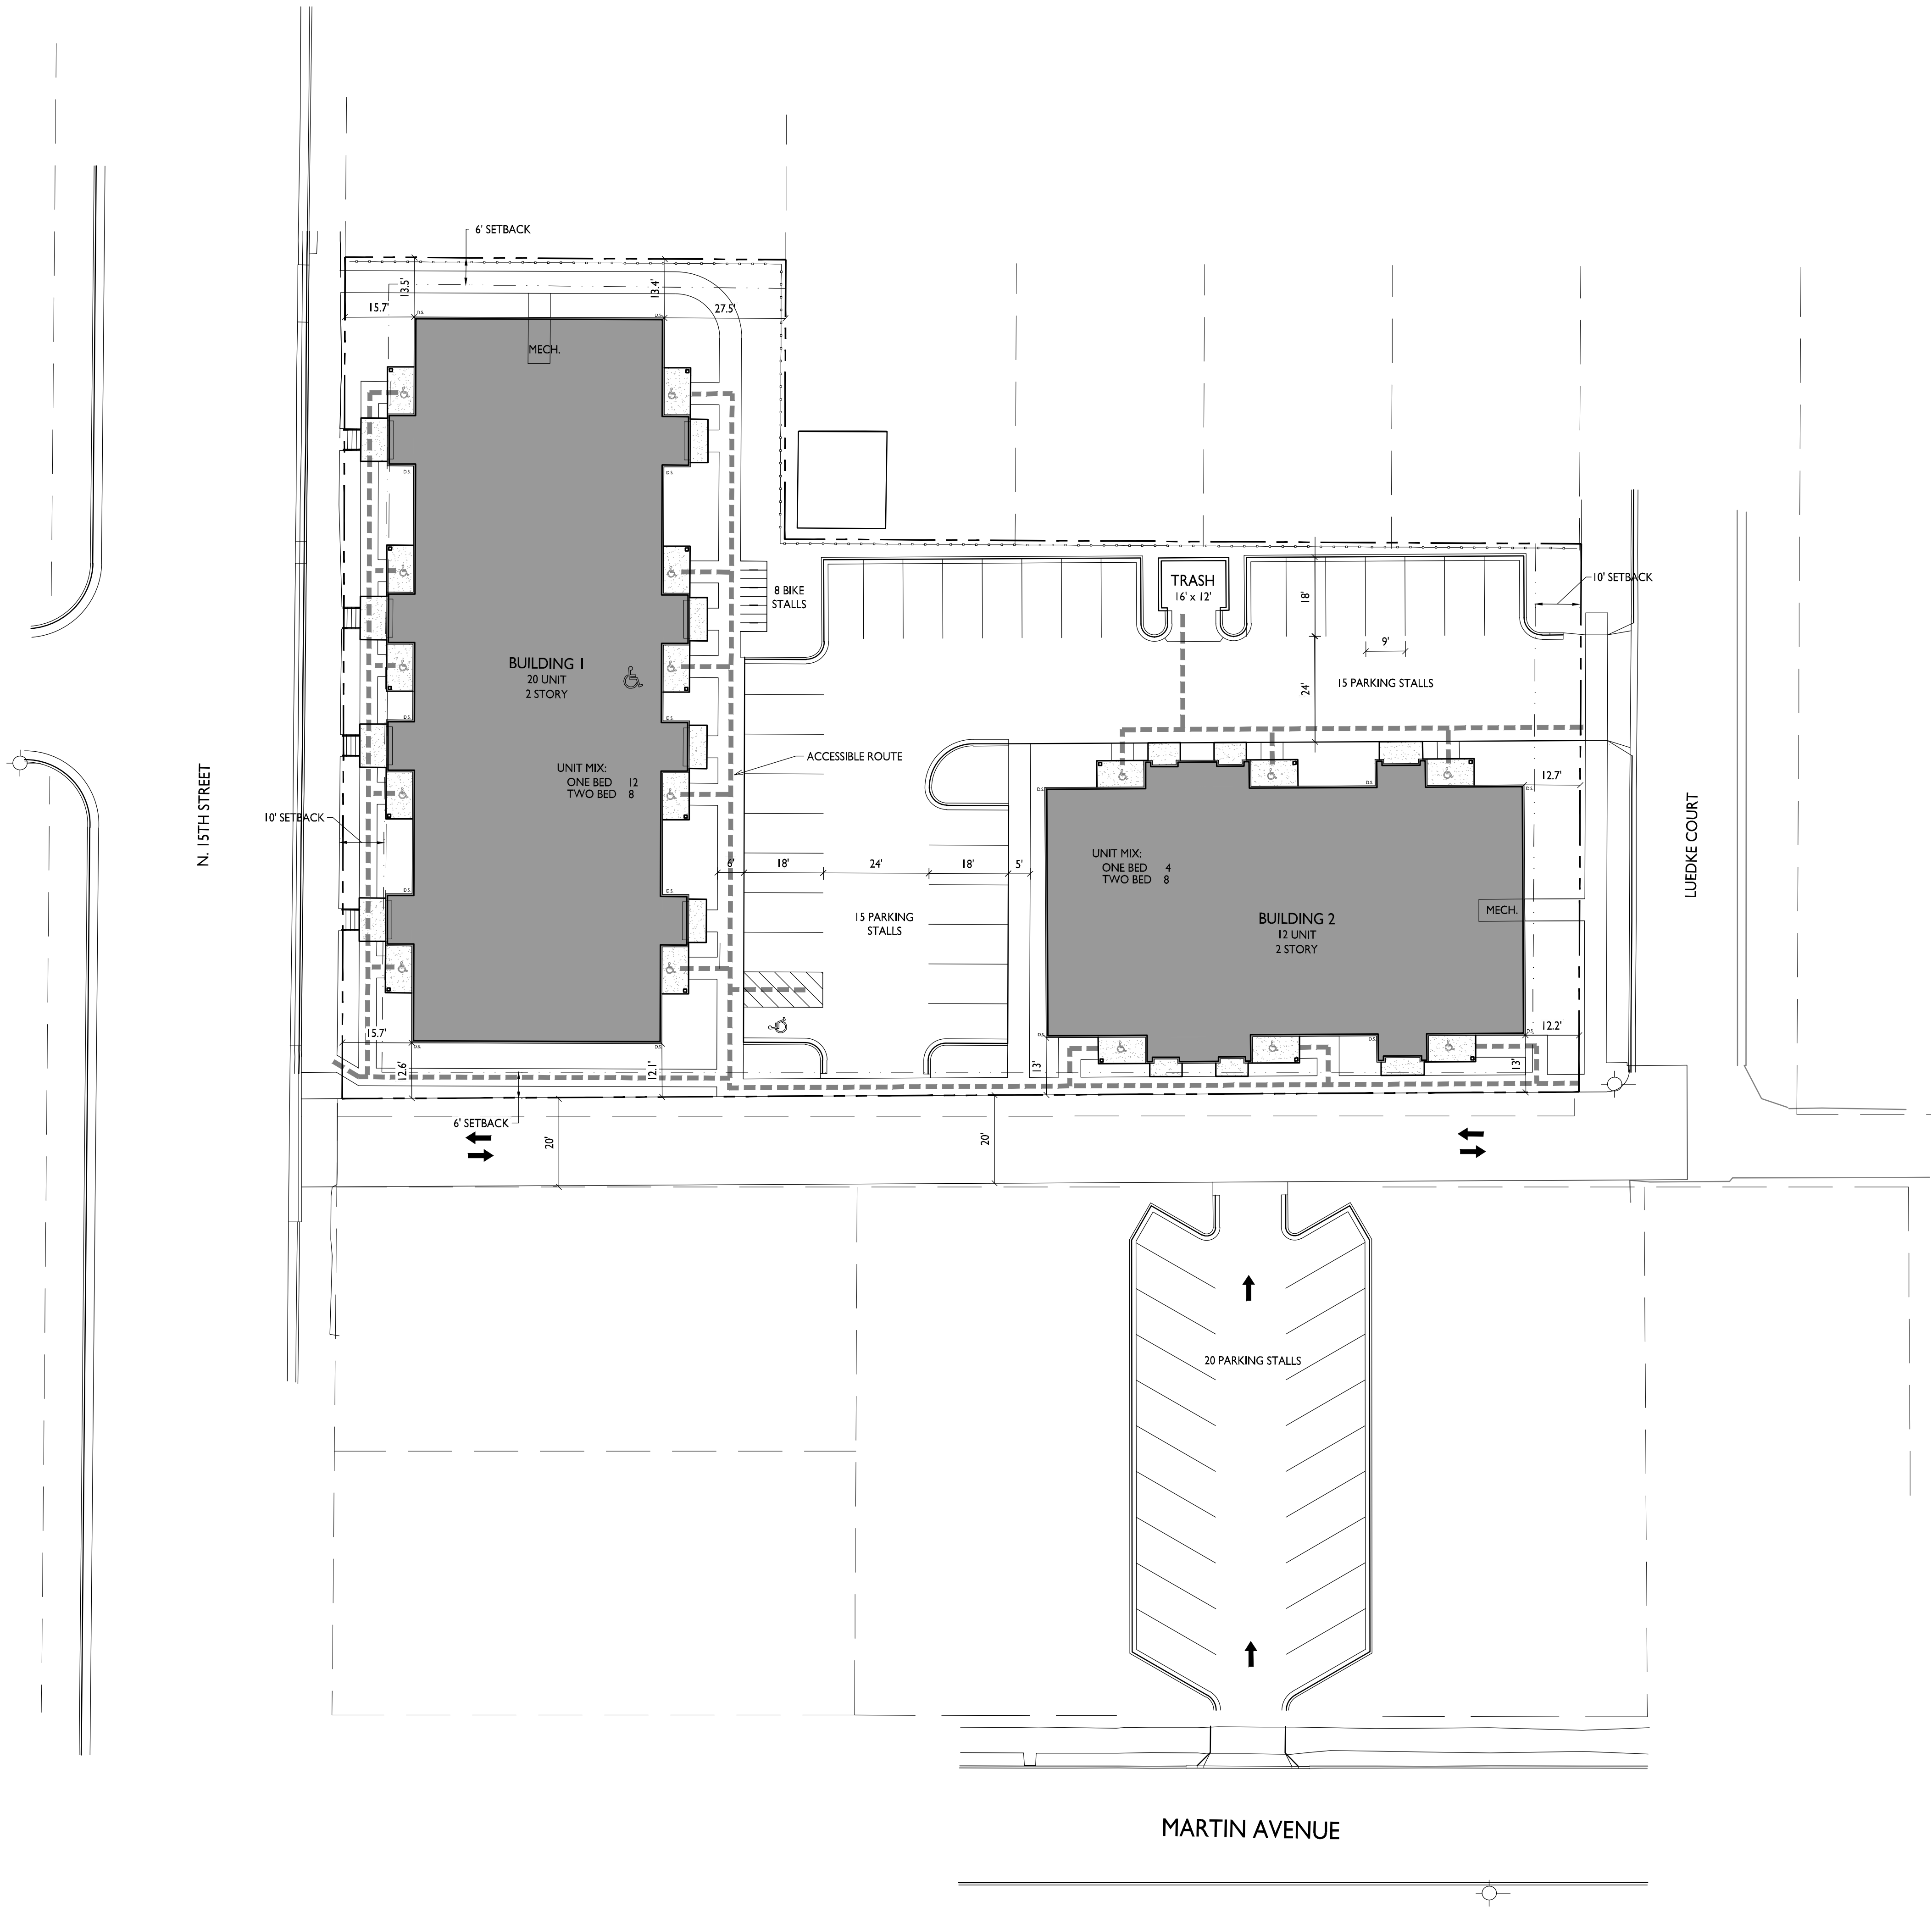 6' SETBACK
13.5'
13.4'
15.7'
27.5'
D.S.
D.S.
MECH.
D.S.
D.S.
TRASH
16' x 12'
8 BIKE
STALLS
18'
10' SETBACK
9'
BUILDING 1
20 UNIT
2 STORY
24'
15 PARKING STALLS
D.S.
D.S.
ACCESSIBLE ROUTE
UNIT MIX:
ONE BED 12
TWO BED 8
N. 15TH STREET
10' SETBACK
D.S.
D.S.
D.S.
12.7'
LUEDKE COURT
6'
18'
24'
18'
5'
UNIT MIX:
ONE BED 4
TWO BED 8
D.S.
D.S.
15 PARKING
STALLS
BUILDING 2
12 UNIT
2 STORY
MECH.
15.7'
D.S.
D.S.
12.6'
12.1'
D.S.
D.S.
D.S.
12.2'
13'
13'
6' SETBACK
20'
20'
20 PARKING STALLS
MARTIN AVENUE